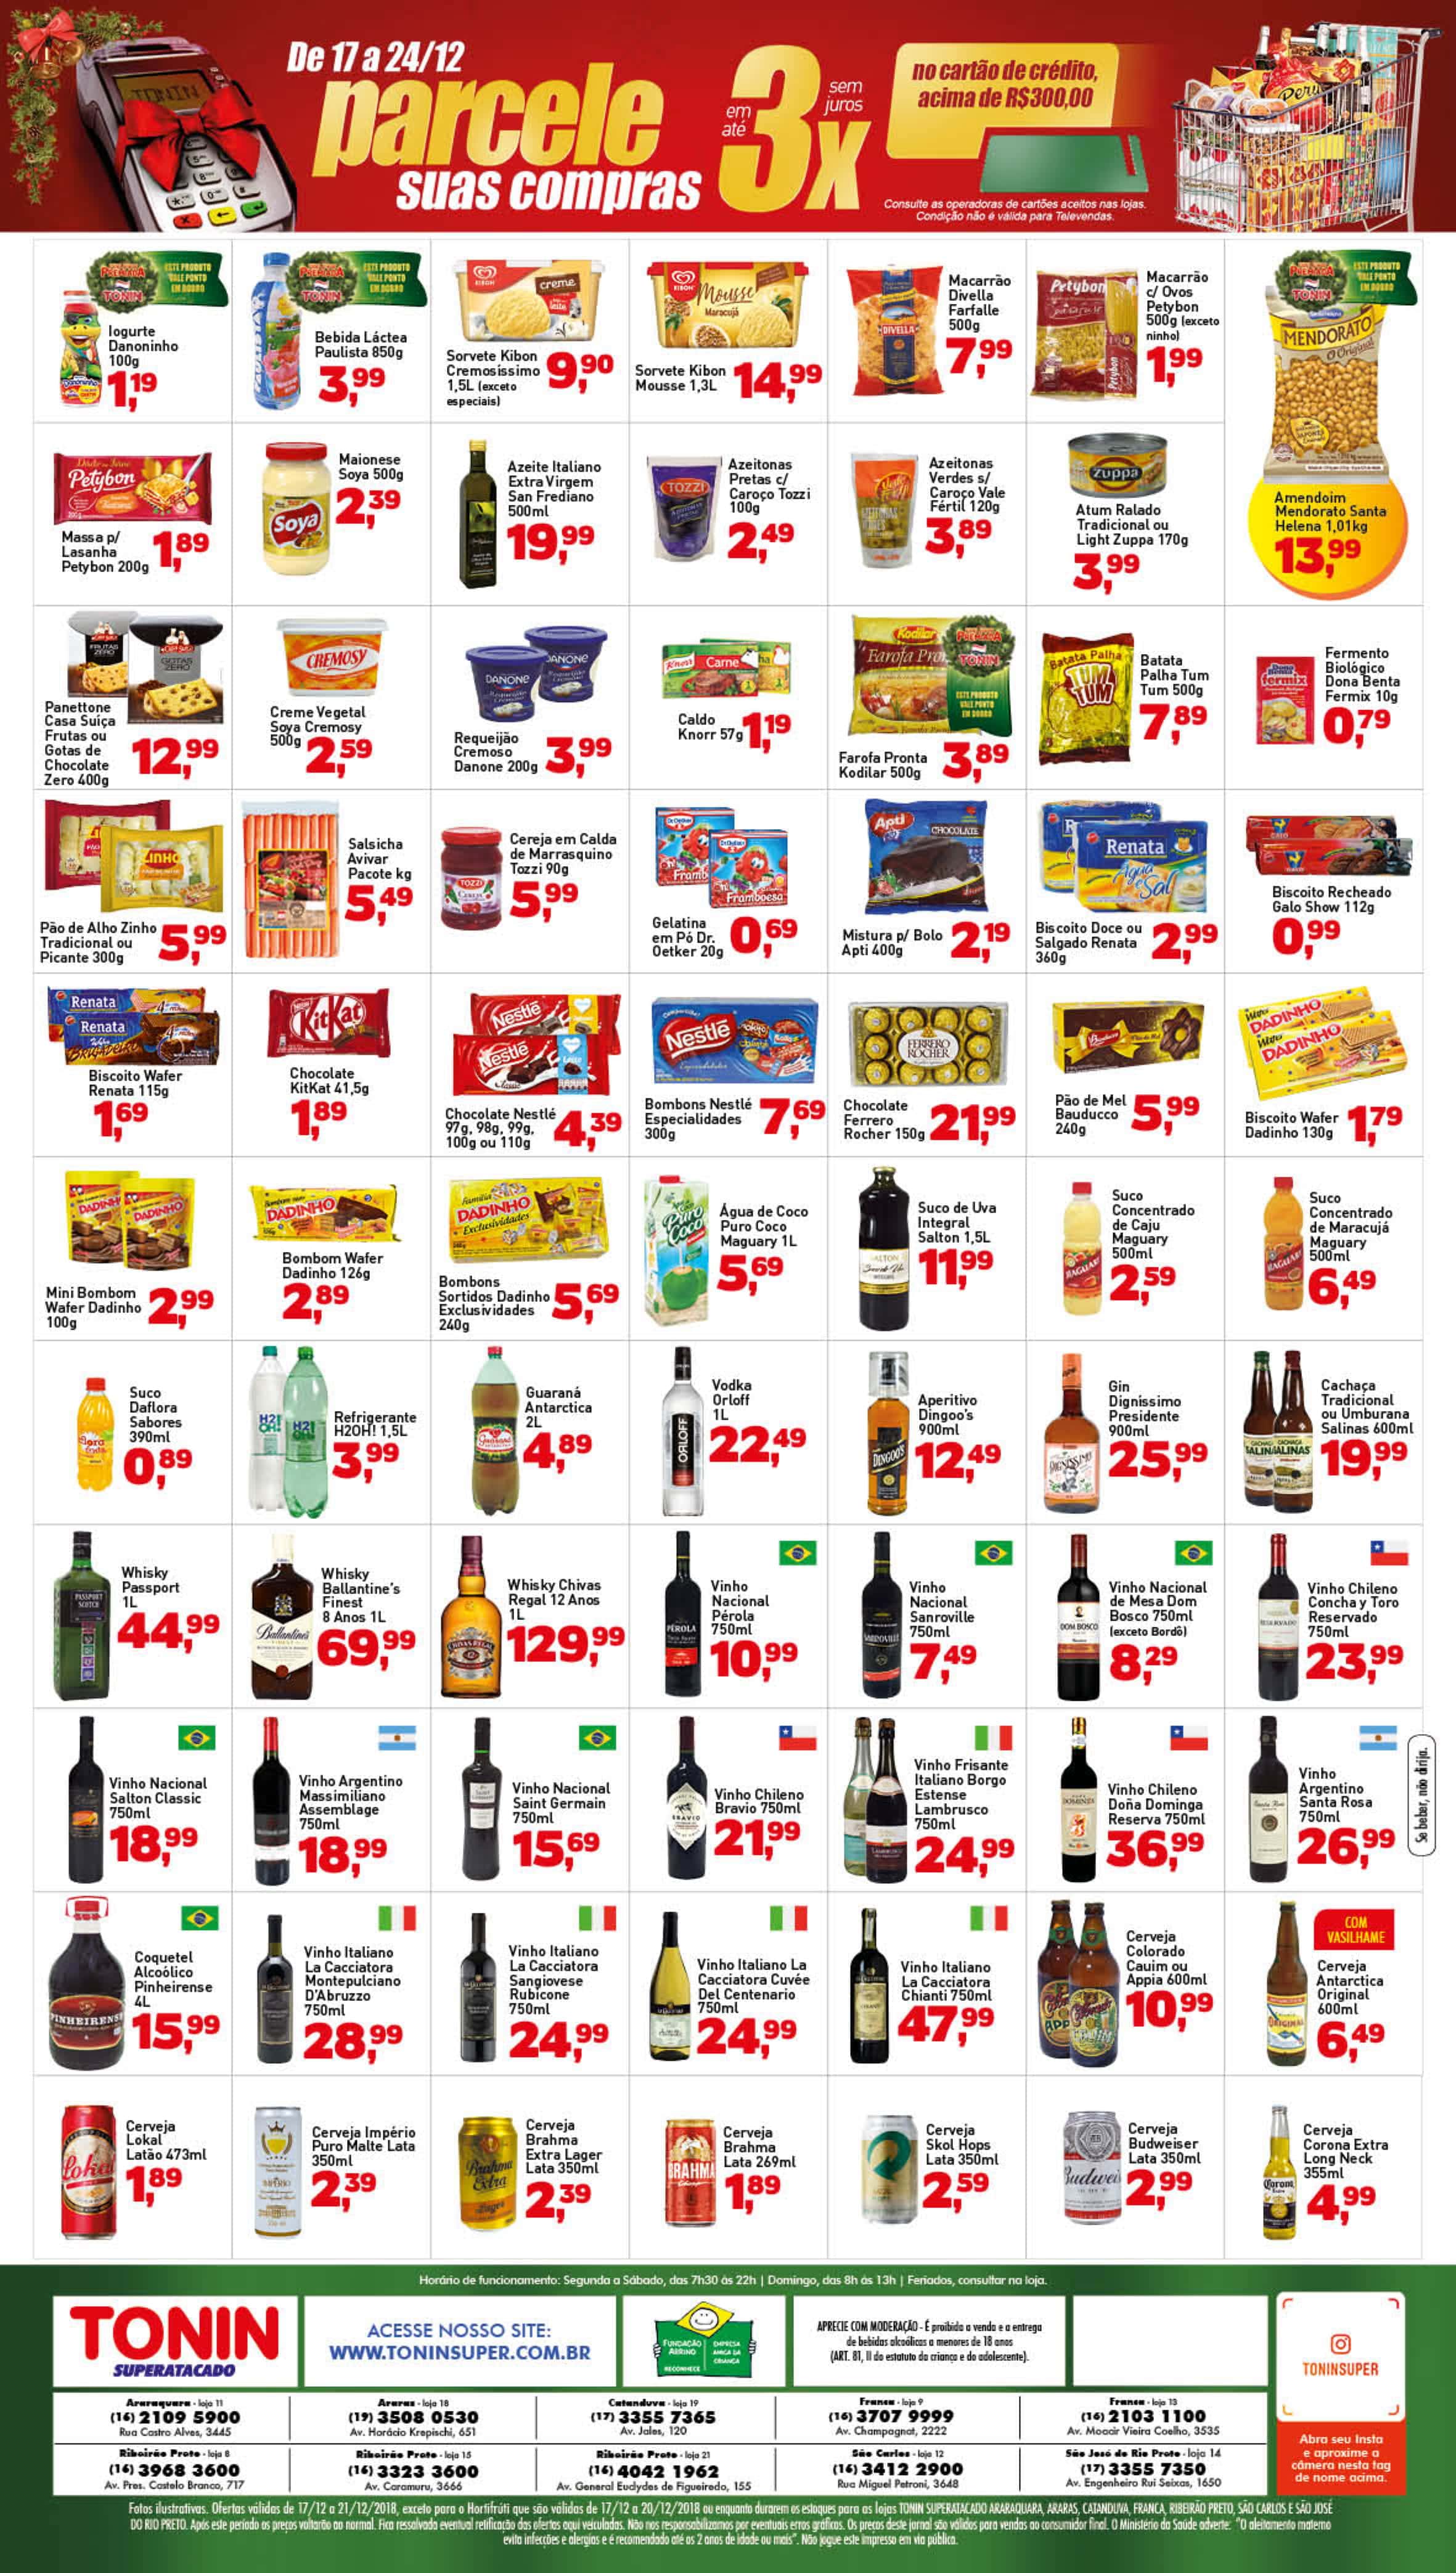 De 17 a 24/12
parcele
suas compras
em até
3x
sem juros
no cartão de crédito,
acima de R$300,00
Consulte as operadoras de cartões aceitos nas lojas.
Condição não é válida para Televendas.
Iogurte
Danoninho
100g
1,19
Bebida Láctea
Paulista 850g
3,99
Sorvete Kibon
Cremosíssimo
1,5L (exceto
especiais)
9,90
Sorvete Kibon
Mousse 1,3L
14,99
Macarrão
Divella
Farfalle
500g
7,99
Macarrão
c/ Ovos
Petybon
500g (exceto
ninho)
1,99
Amendoim
Mendorato Santa
Helena 1,01kg
13,99
Massa p/
Lasanha
Petybon 200g
1,89
Maionese
Soya 500g
2,39
Azeite Italiano
Extra Virgem
San Frediano
500ml
19,99
Azeitonas
Pretas c/
Caroço Tozzi
100g
2,49
Azeitonas
Verdes s/
Caroço Vale
Fértil 120g
3,89
Atum Ralado
Tradicional ou
Light Zuppa 170g
3,99
Panettone
Casa Suíça
Frutas ou
Gotas de
Chocolate
Zero 400g
12,99
Creme Vegetal
Soya Cremosy
500g
2,59
Requeijão
Cremoso
Danone 200g
3,99
Caldo
Knorr 57g
1,19
Farofa Pronta
Kodilar 500g
3,89
Batata
Palha Tum
Tum 500g
7,89
Fermento
Biológico
Dona Benta
Fermix 10g
0,79
Pão de Alho Zinho
Tradicional ou
Picante 300g
5,99
Salsicha
Avivar
Pacote kg
5,49
Cereja em Calda
de Marrasquino
Tozzi 90g
5,99
Gelatina
em Pó Dr.
Oetker 20g
0,69
Mistura p/ Bolo
Apti 400g
2,19
Biscoito Doce ou
Salgado Renata
360g
2,99
Biscoito Recheado
Galo Show 112g
0,99
Biscoito Wafer
Renata 115g
1,69
Chocolate
KitKat 41,5g
1,89
Chocolate Nestlé
97g, 98g, 99g,
100g ou 110g
4,39
Bombons Nestlé
Especialidades
300g
7,69
Chocolate
Ferrero
Rocher 150g
21,99
Pão de Mel
Bauducco
240g
5,99
Biscoito Wafer
Dadinho 130g
1,79
Mini Bombom
Wafer Dadinho
100g
2,99
Bombom Wafer
Dadinho 126g
2,89
Bombons
Sortidos Dadinho
Exclusividades
240g
5,69
Água de Coco
Puro Coco
Maguary 1L
5,69
Suco de Uva
Integral
Salton 1,5L
11,99
Suco
Concentrado
de Caju
Maguary
500ml
2,59
Suco
Concentrado
de Maracujá
Maguary
500ml
6,49
Suco
Daflora
Sabores
390ml
0,89
Refrigerante
H2OH! 1,5L
3,99
Guaraná
Antarctica
2L
4,89
Vodka
Orloff
1L
22,49
Aperitivo
Dingoo's
900ml
12,49
Gin
Digníssimo
Presidente
900ml
25,99
Cachaça
Tradicional
ou Umburana
Salinas 600ml
19,99
Whisky
Passport
1L
44,99
Whisky
Ballantine's
Finest
8 Anos 1L
69,99
Whisky Chivas
Regal 12 Anos
1L
129,99
Vinho
Nacional
Pérola
750ml
10,99
Vinho
Nacional
Sanroville
750ml
7,49
Vinho Nacional
de Mesa Dom
Bosco 750ml
(exceto Bordô)
8,29
Vinho Chileno
Concha y Toro
Reservado
750ml
23,99
Vinho Nacional
Salton Classic
750ml
18,99
Vinho Argentino
Massimiliano
Assemblage
750ml
18,99
Vinho Nacional
Saint Germain
750ml
15,69
Vinho Chileno
Bravio 750ml
21,99
Vinho Frisante
Italiano Borgo
Estense
Lambrusco
750ml
24,99
Vinho Chileno
Doña Dominga
Reserva 750ml
36,99
Vinho
Argentino
Santa Rosa
750ml
26,99
Se beber, não dirija.
Coquetel
Alcoólico
Pinheirense
4L
15,99
Vinho Italiano
La Cacciatora
Montepulciano
D'Abruzzo
750ml
28,99
Vinho Italiano
La Cacciatora
Sangiovese
Rubicone
750ml
24,99
Vinho Italiano La
Cacciatora Cuvée
Del Centenario
750ml
24,99
Vinho Italiano
La Cacciatora
Chianti 750ml
47,99
Cerveja
Colorado
Cauim ou
Appia 600ml
10,99
COM
VASILHAME
Cerveja
Antarctica
Original
600ml
6,49
Cerveja
Lokal
Latão 473ml
1,89
Cerveja Império
Puro Malte Lata
350ml
2,39
Cerveja
Brahma
Extra Lager
Lata 350ml
2,39
Cerveja
Brahma
Lata 269ml
1,89
Cerveja
Skol Hops
Lata 350ml
2,59
Cerveja
Budweiser
Lata 350ml
2,99
Cerveja
Corona Extra
Long Neck
355ml
4,99
Horário de funcionamento: Segunda a Sábado, das 7h30 às 22h | Domingo, das 8h às 13h | Feriados, consultar na loja.
TONIN
SUPERATACADO
ACESSE NOSSO SITE:
WWW.TONINSUPER.COM.BR
FUNDAÇÃO ABRINQ
RECONHECE
EMPRESA AMIGA DA CRIANÇA
APRECIE COM MODERAÇÃO - É proibida a venda e a entrega
de bebidas alcoólicas a menores de 18 anos
(ART. 81, II do estatuto da criança e do adolescente).
TONINSUPER
Abra seu Insta
e aproxime a
câmera nesta tag
de nome acima.
Araraquara - loja 11
(16) 2109 5900
Rua Castro Alves, 3445
Araras - loja 18
(19) 3508 0530
Av. Horácio Krepischi, 651
Catanduva - loja 19
(17) 3355 7365
Av. Jales, 120
Franca - loja 9
(16) 3707 9999
Av. Champagnat, 2222
Franca - loja 13
(16) 2103 1100
Av. Moacir Vieira Coelho, 3535
Ribeirão Preto - loja 8
(16) 3968 3600
Av. Pres. Castelo Branco, 717
Ribeirão Preto - loja 15
(16) 3323 3600
Av. Caramuru, 3666
Ribeirão Preto - loja 21
(16) 4042 1962
Av. General Euclydes de Figueiredo, 155
São Carlos - loja 12
(16) 3412 2900
Rua Miguel Petroni, 3648
São José do Rio Preto - loja 14
(17) 3355 7350
Av. Engenheiro Rui Seixas, 1650
Fotos ilustrativas. Ofertas válidas de 17/12 a 21/12/2018, exceto para o Hortifrúti que são válidas de 17/12 a 20/12/2018 ou enquanto durarem os estoques para as lojas TONIN SUPERATACADO ARARAQUARA, ARARAS, CATANDUVA, FRANCA, RIBEIRÃO PRETO, SÃO CARLOS E SÃO JOSÉ
DO RIO PRETO. Após este período os preços voltarão ao normal. Fica ressalvada eventual retificação das ofertas aqui veiculadas. Não nos responsabilizamos por eventuais erros gráficos. Os preços deste jornal são válidos para vendas ao consumidor final. O Ministério da Saúde adverte: "O aleitamento materno
evita infecções e alergias e é recomendado até os 2 anos de idade ou mais". Não jogue este impresso em via pública.